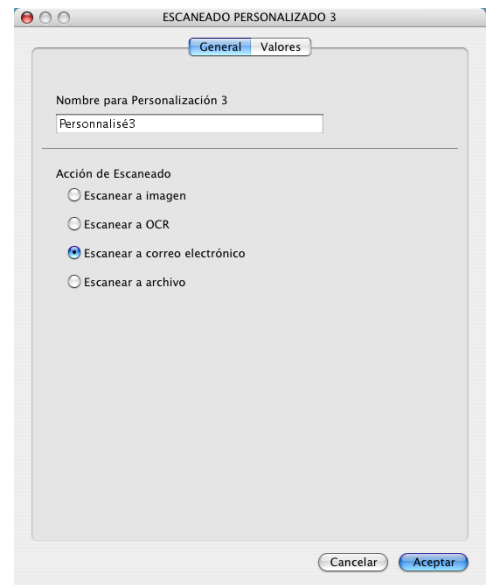 ESCANEADO PERSONALIZADO 3
General Valores
Nombre para Personalización 3
Personnalisé3
Acción de Escaneado
Escanear a imagen
Escanear a OCR
Escanear a correo electrónico
Escanear a archivo
Cancelar Aceptar